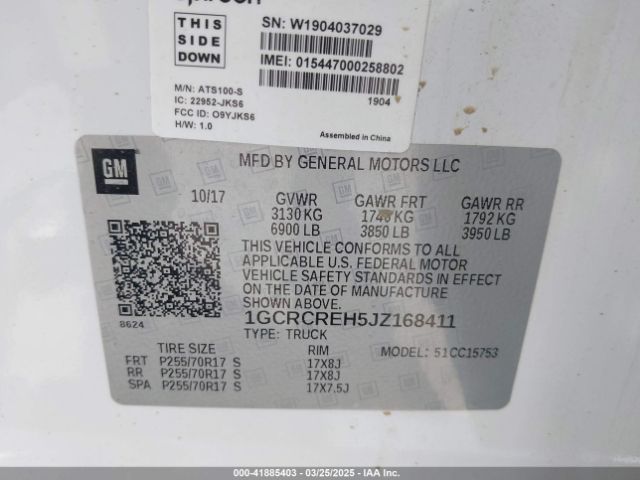 THIS
SIDE
DOWN
SN: W1904037029
IMEI: 015447000258802
1904
M/N: ATS100-S
IC: 22952-JKS6
FCC ID: O9YJKS6
H/W: 1.0
Assembled in China
GM
MFD BY GENERAL MOTORS LLC
10/17 GVWR GAWR FRT GAWR RR
3130 KG KG 1792 KG
6900 LB 3850 LB 3950 LB
THIS VEHICLE CONFORMS TO ALL
APPLICABLE U.S. FEDERAL MOTOR
VEHICLE SAFETY STANDARDS IN EFFECT
ON THE DATE OF MANUFACTURE
SHOWN ABOVE.
8624
1GCRCREH5JZ168411
TYPE: TRUCK
MODEL: 51CC15753
TIRE SIZE RIM
FRT P255/70R17 S 17X8J
RR P255/70R17 S 17X8J
SPA P255/70R17 S 17X7.5J
000-41885403 — 03/25/2025 — IAAI.COM